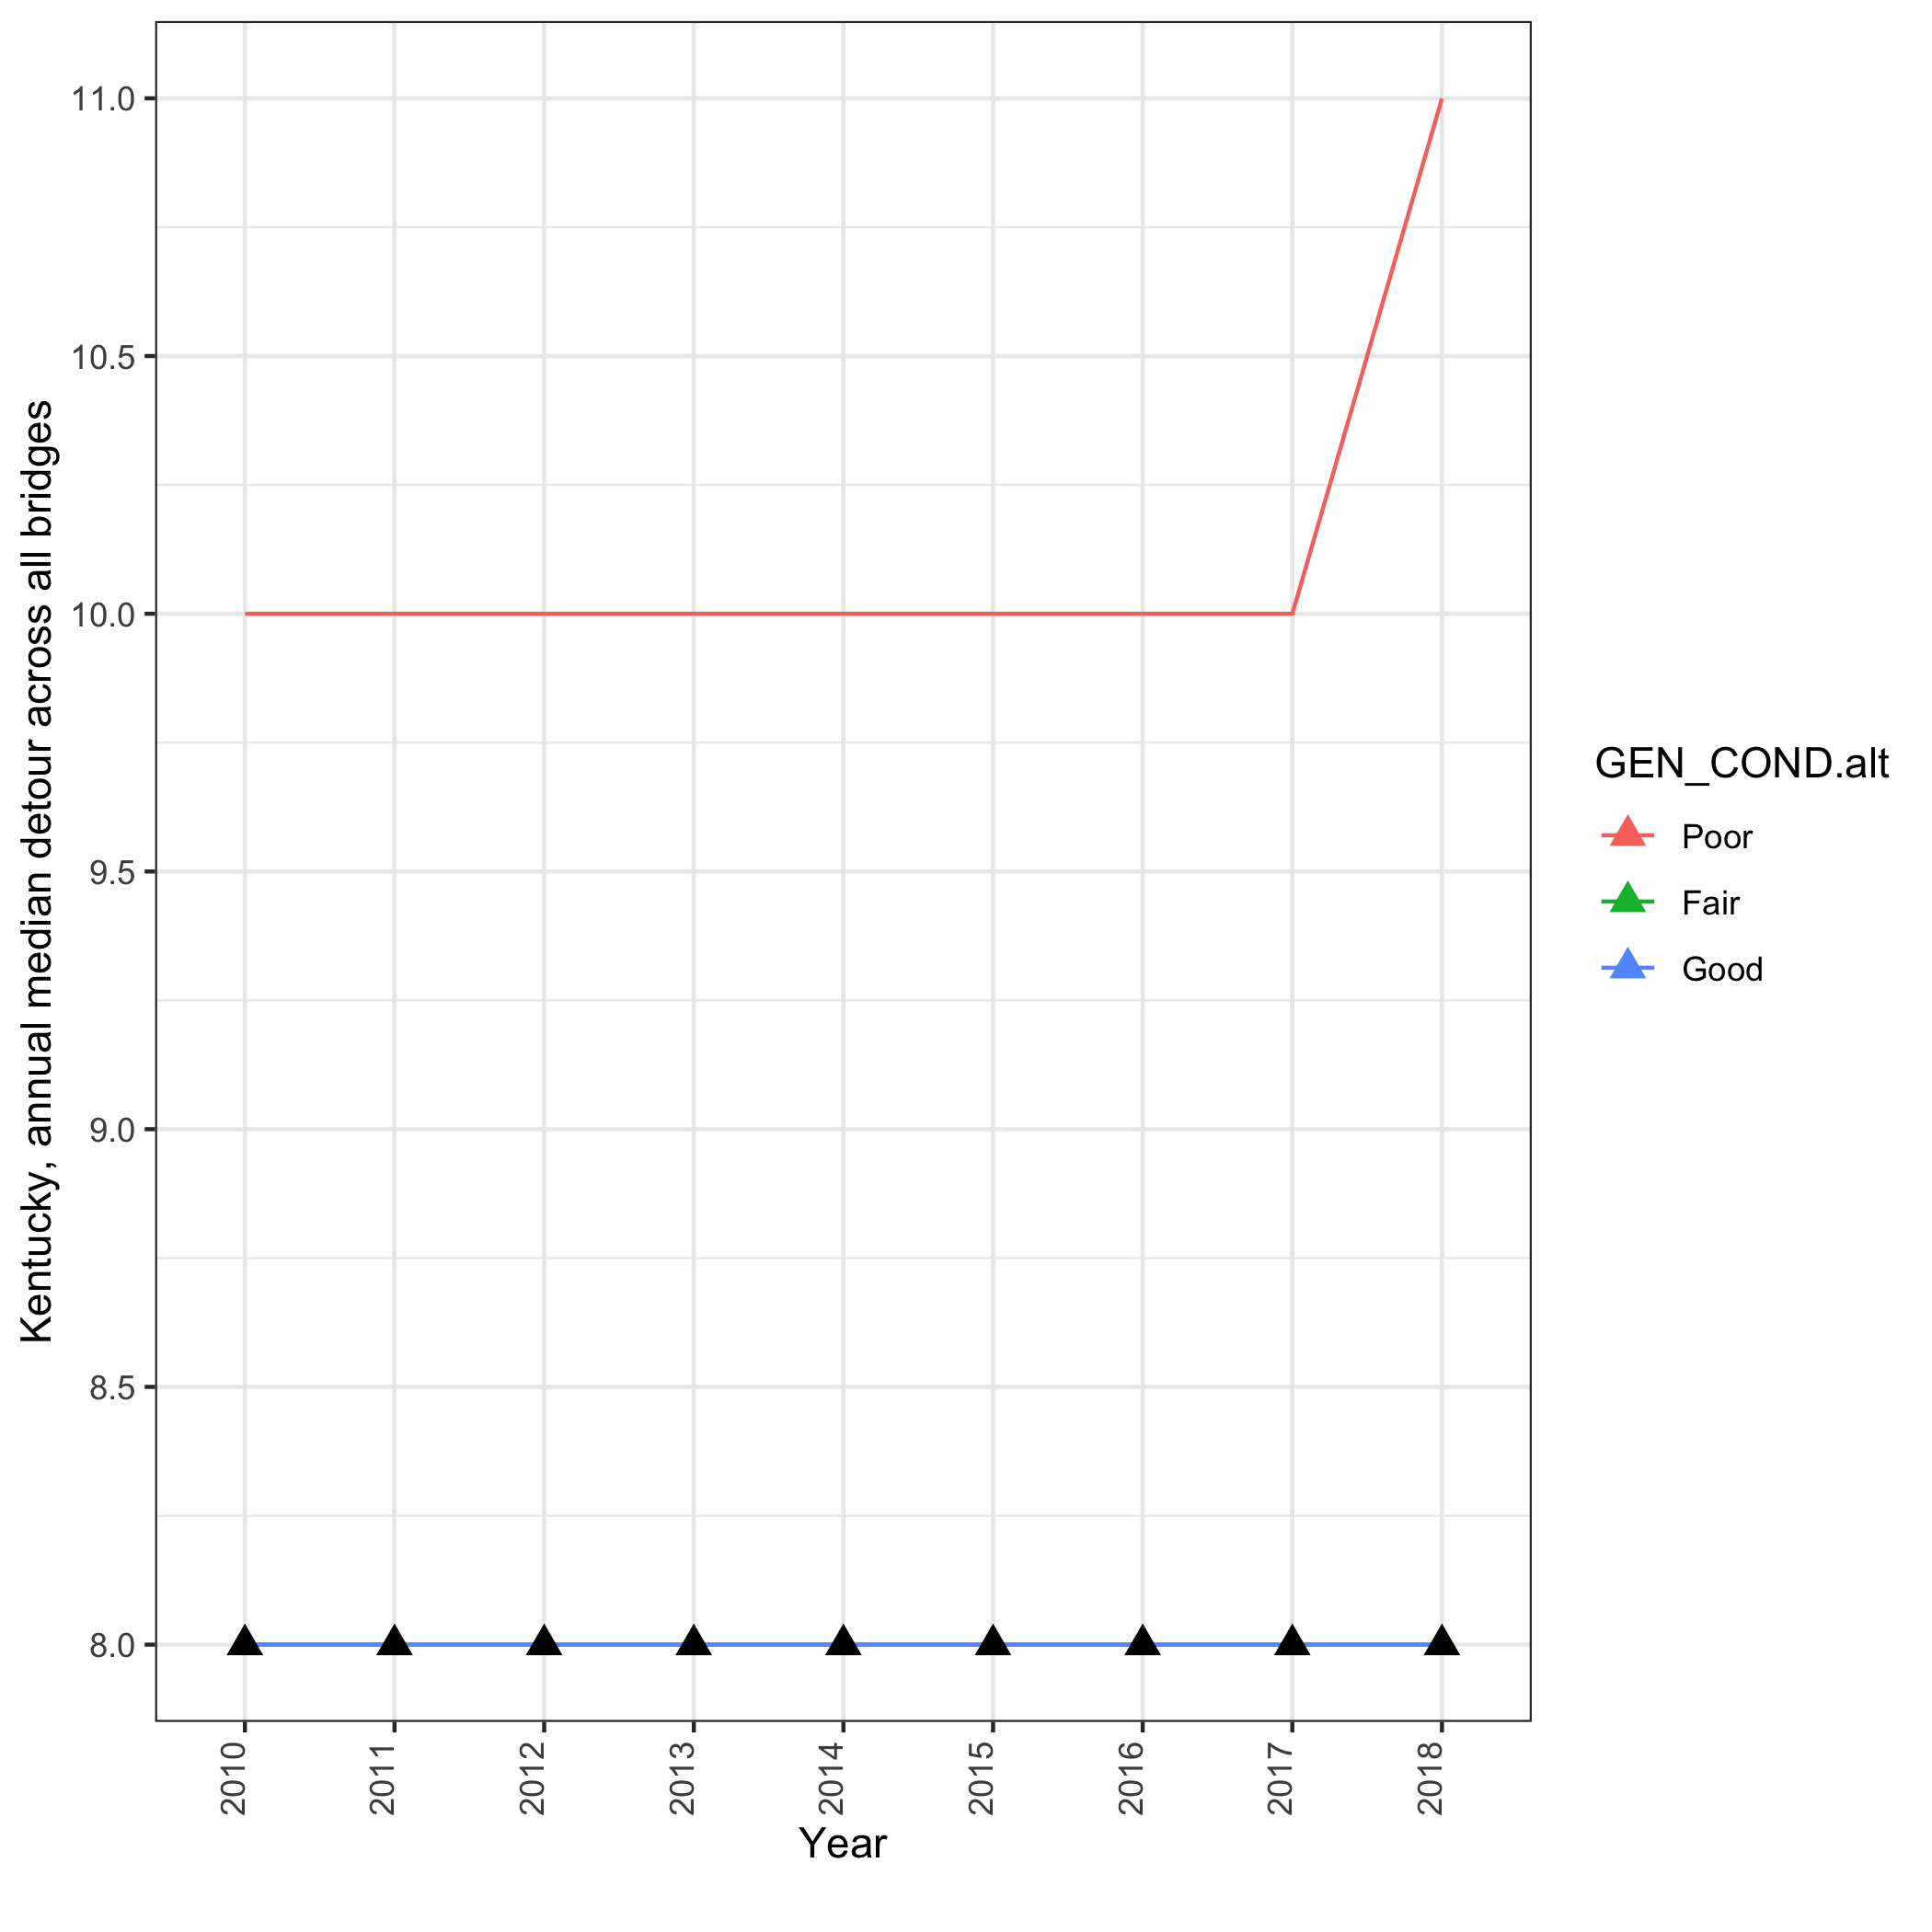 Kentucky, annual median detour across all bridges
11.0
10.5
10.0
9.5
9.0
8.5
8.0
2010
2011
2012
2013
2014
2015
2016
2017
2018
Year
GEN_COND.alt
Poor
Fair
Good